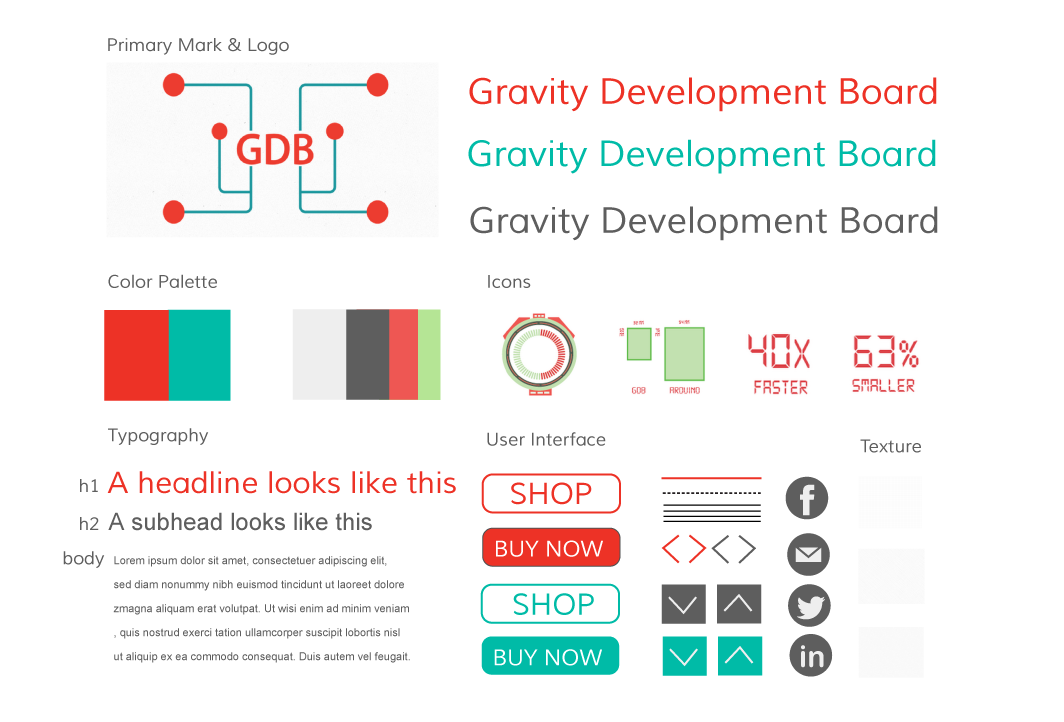 Primary Mark & Logo
GDB
Gravity Development Board
Gravity Development Board
Gravity Development Board
Color Palette
Icons
GDB
ARDUINO
40X
FASTER
63%
SMALLER
Typography
h1 A headline looks like this
h2 A subhead looks like this
body Lorem ipsum dolor sit amet, consectetuer adipiscing elit,
sed diam nonummy nibh euismod tincidunt ut laoreet dolore
zmagna aliquam erat volutpat. Ut wisi enim ad minim veniam
, quis nostrud exerci tation ullamcorper suscipit lobortis nisl
ut aliquip ex ea commodo consequat. Duis autem vel feugait.
User Interface
SHOP
BUY NOW
SHOP
BUY NOW
f
in
Texture